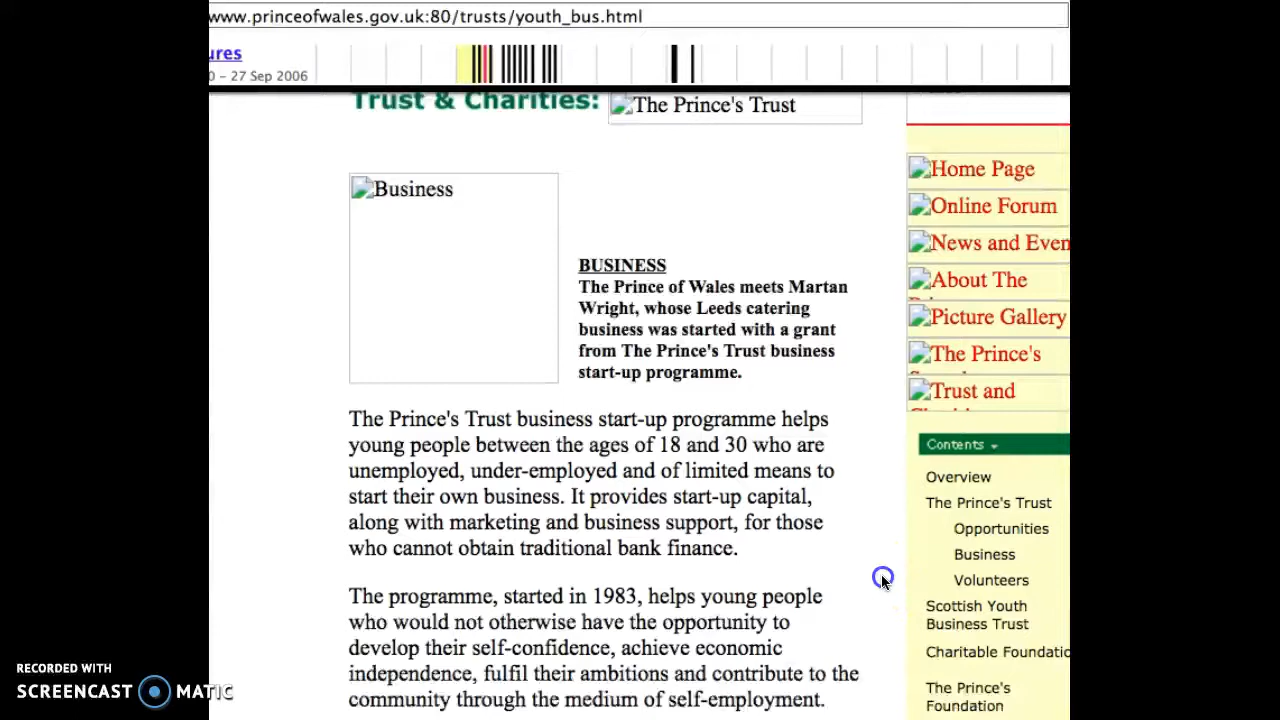 www.princeofwales.gov.uk:80/trusts/youth_bus.html
ures
0 – 27 Sep 2006
Trust & Charities:
The Prince's Trust
Business
BUSINESS
The Prince of Wales meets Martan
Wright, whose Leeds catering
business was started with a grant
from The Prince's Trust business
start-up programme.
The Prince's Trust business start-up programme helps
young people between the ages of 18 and 30 who are
unemployed, under-employed and of limited means to
start their own business. It provides start-up capital,
along with marketing and business support, for those
who cannot obtain traditional bank finance.
The programme, started in 1983, helps young people
who would not otherwise have the opportunity to
develop their self-confidence, achieve economic
independence, fulfil their ambitions and contribute to the
community through the medium of self-employment.
Home Page
Online Forum
News and Even
About The
Picture Gallery
The Prince's
Trust and
Contents
Overview
The Prince's Trust
Opportunities
Business
Volunteers
Scottish Youth
Business Trust
Charitable Foundatio
The Prince's
Foundation
RECORDED WITH
SCREENCAST MATIC